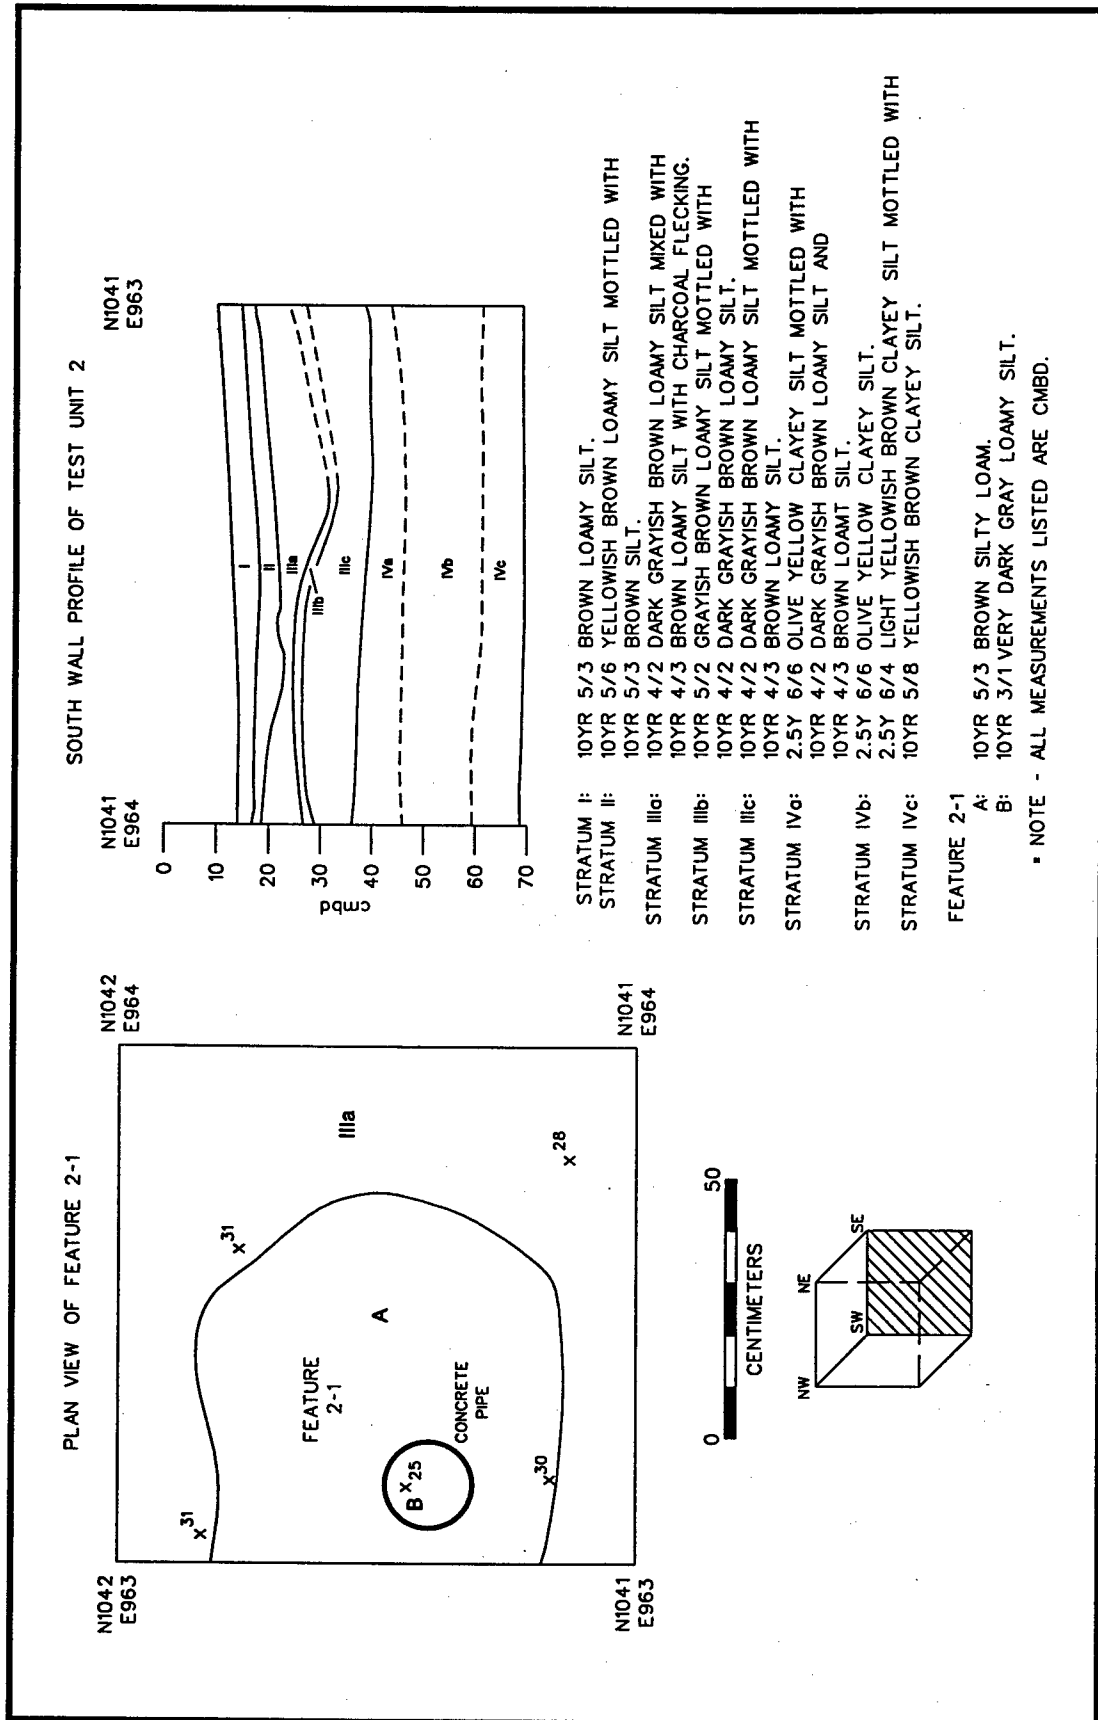 PLAN VIEW OF FEATURE 2-1
N1042
E963
N1042
E964
x31
x31
IIIa
FEATURE
2-1
A
B x25
CONCRETE
PIPE
x30
x28
N1041
E963
N1041
E964
0 50
CENTIMETERS
NW
NE
SW
SE
SOUTH WALL PROFILE OF TEST UNIT 2
N1041
E964
N1041
E963
0
10
20
30
40
50
60
70
cmbd
I
II
IIIa
IIIb
IIIc
IVa
IVb
IVc
STRATUM I: 10YR 5/3 BROWN LOAMY SILT.
STRATUM II: 10YR 5/6 YELLOWISH BROWN LOAMY SILT MOTTLED WITH
10YR 5/3 BROWN SILT.
STRATUM IIIa: 10YR 4/2 DARK GRAYISH BROWN LOAMY SILT MIXED WITH
10YR 4/3 BROWN LOAMY SILT WITH CHARCOAL FLECKING.
STRATUM IIIb: 10YR 5/2 GRAYISH BROWN LOAMY SILT MOTTLED WITH
10YR 4/2 DARK GRAYISH BROWN LOAMY SILT.
STRATUM IIIc: 10YR 4/2 DARK GRAYISH BROWN LOAMY SILT MOTTLED WITH
10YR 4/3 BROWN LOAMY SILT.
STRATUM IVa: 2.5Y 6/6 OLIVE YELLOW CLAYEY SILT MOTTLED WITH
10YR 4/2 DARK GRAYISH BROWN LOAMY SILT AND
10YR 4/3 BROWN LOAMT SILT.
STRATUM IVb: 2.5Y 6/6 OLIVE YELLOW CLAYEY SILT.
2.5Y 6/4 LIGHT YELLOWISH BROWN CLAYEY SILT MOTTLED WITH
STRATUM IVc: 10YR 5/8 YELLOWISH BROWN CLAYEY SILT.
FEATURE 2-1
A: 10YR 5/3 BROWN SILTY LOAM.
B: 10YR 3/1 VERY DARK GRAY LOAMY SILT.
* NOTE - ALL MEASUREMENTS LISTED ARE CMBD.